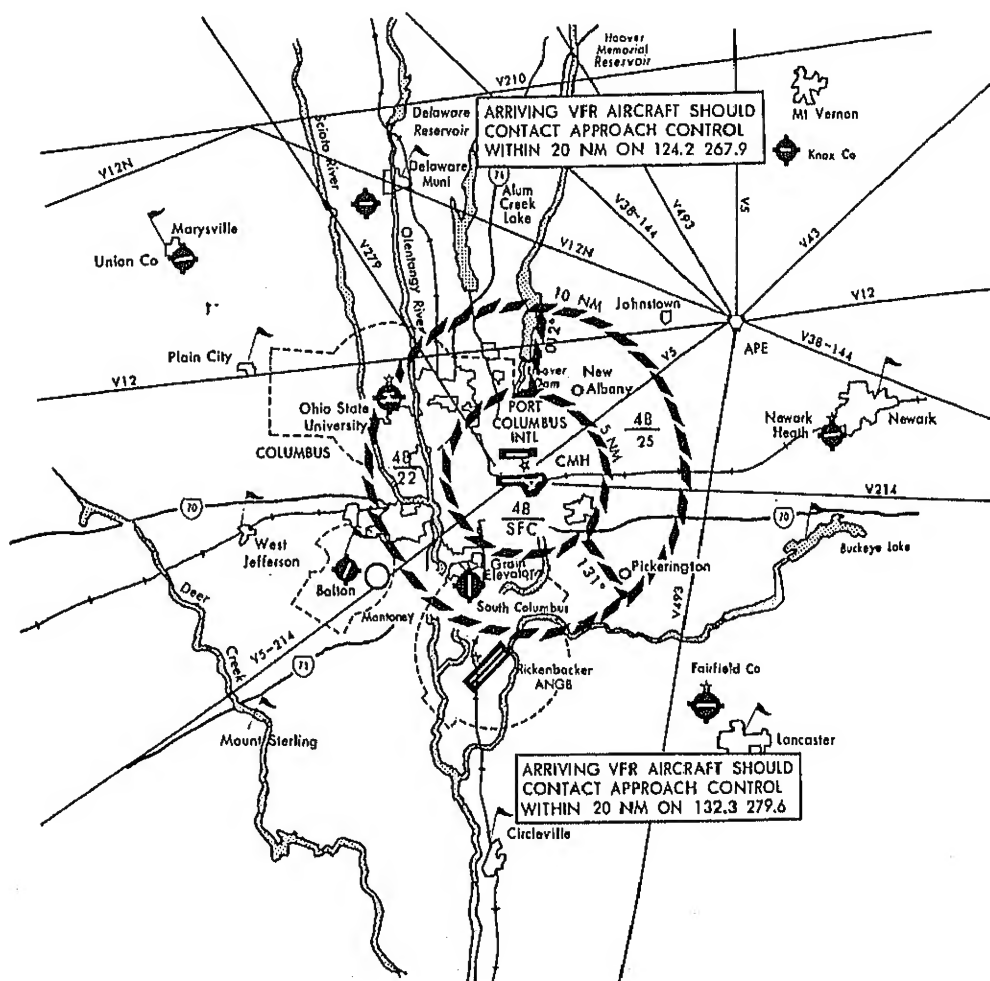 Hoover
Memorial
Reservoir
V210
ARRIVING VFR AIRCRAFT SHOULD
CONTACT APPROACH CONTROL
WITHIN 20 NM ON 124.2 267.9
Mt Vernon
Knox Co
Scioto River
Delaware
Reservoir
Delaware
Muni
V12N
71
Alum
Creek
Lake
V38-144
V493
V5
V43
Marysville
Union Co
V279
Olentangy River
V12N
10 NM
Johnstown
V12
APE
V38-144
Plain City
V12
V5
New
Albany
Ohio State
University
COLUMBUS
PORT
COLUMBUS
INTL
5 NM
48
25
Newark
Heath
Newark
48
22
CMH
V214
70
48
SFC
70
Buckeye Lake
West
Jefferson
Bolton
Grain
Elevator
131°
Pickerington
South Columbus
Deer
Creek
V5-214
71
V493
Rickenbacker
ANGB
Fairfield Co
Mount Sterling
Lancaster
ARRIVING VFR AIRCRAFT SHOULD
CONTACT APPROACH CONTROL
WITHIN 20 NM ON 132.3 279.6
Circleville